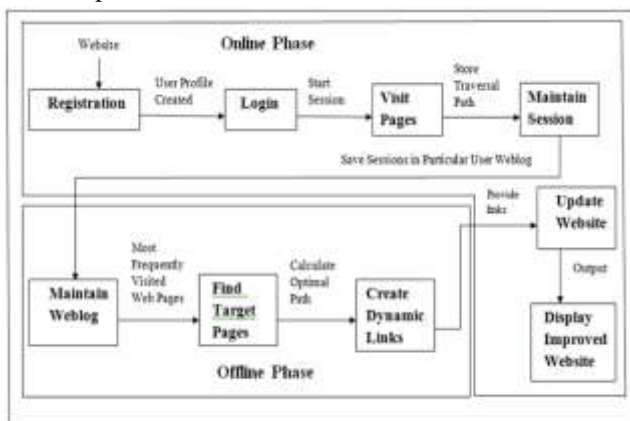 Online Phase
Website
Registration
User Profile
Created
Login
Start
Session
Visit
Pages
Store
Traversal
Path
Maintain
Session
Save Sessions in Particular User Weblog
Provide
links
Update
Website
Output
Display
Improved
Website
Maintain
Weblog
Most
Frequently
Visited
Web Pages
Find
Target
Pages
Calculate
Optimal
Path
Create
Dynamic
Links
Offline Phase